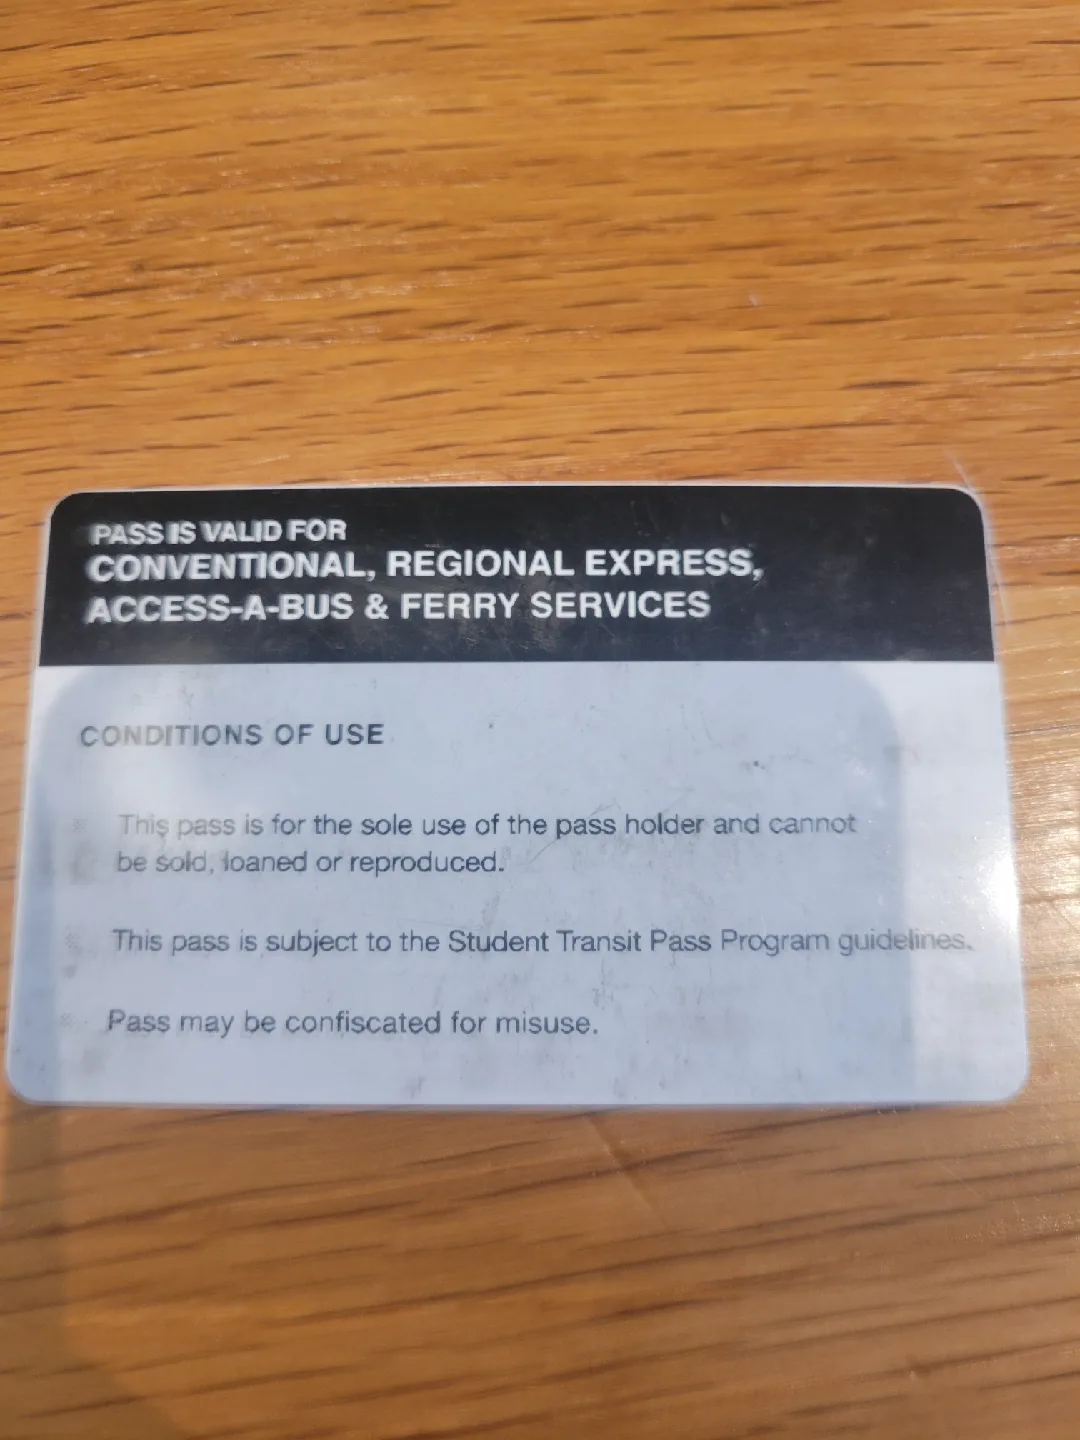 PASS IS VALID FOR
CONVENTIONAL, REGIONAL EXPRESS,
ACCESS-A-BUS & FERRY SERVICES
CONDITIONS OF USE
This pass is for the sole use of the pass holder and cannot
be sold, loaned or reproduced.
This pass is subject to the Student Transit Pass Program guidelines.
Pass may be confiscated for misuse.